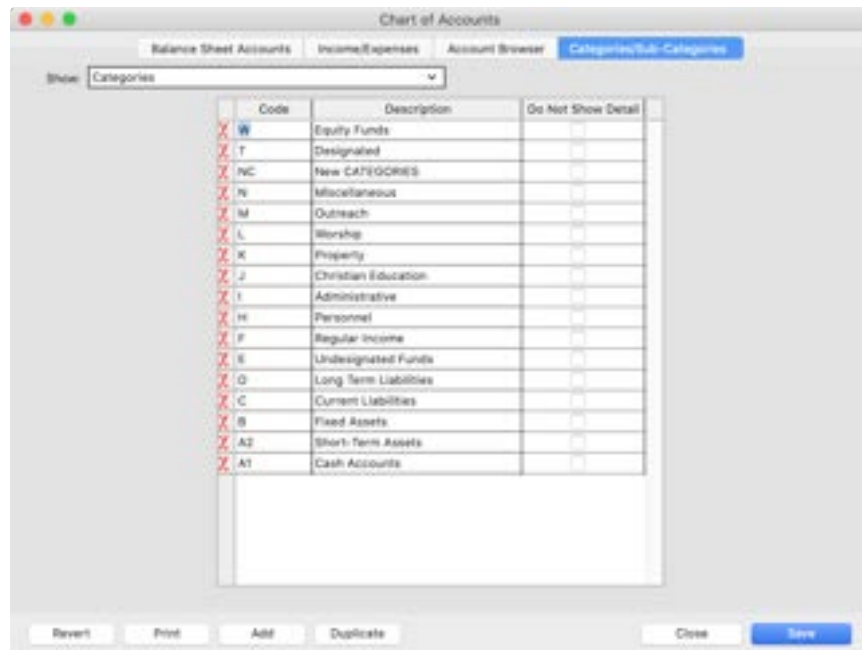 Chart of Accounts
Balance Sheet Accounts Income/Expenses Account Browser Categories/Sub-Categories
Show: Categories
Code Description Do Not Show Detail
W Equity Funds
T Designated
NC New CATEGORIES
N Miscellaneous
M Outreach
L Worship
K Property
J Christian Education
I Administrative
H Personnel
F Regular Income
E Undesignated Funds
D Long Term Liabilities
C Current Liabilities
B Fixed Assets
A2 Short-Term Assets
A1 Cash Accounts
Revert Print Add Duplicate Close Save